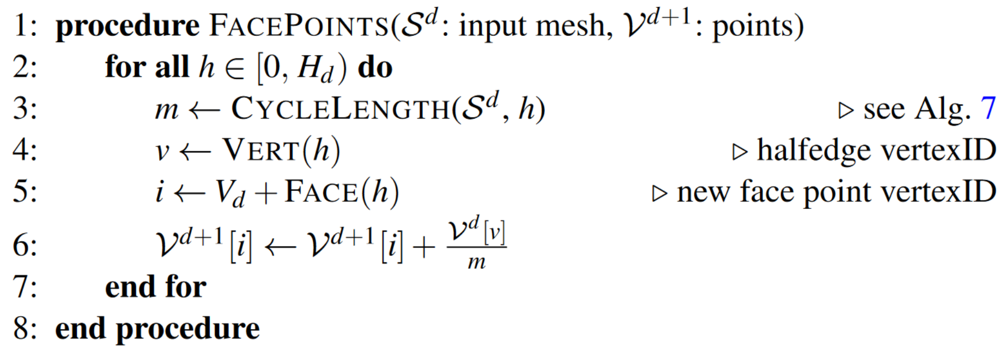 1: procedure FACEPOINTS(𝒮^d: input mesh, 𝒱^{d+1}: points)
2: for all h ∈ [0, H_d) do
3: m ← CYCLELENGTH(𝒮^d, h) ▷ see Alg. 7
4: v ← VERT(h) ▷ halfedge vertexID
5: i ← V_d + FACE(h) ▷ new face point vertexID
6: 𝒱^{d+1}[i] ← 𝒱^{d+1}[i] + \frac{𝒱^d[v]}{m}
7: end for
8: end procedure